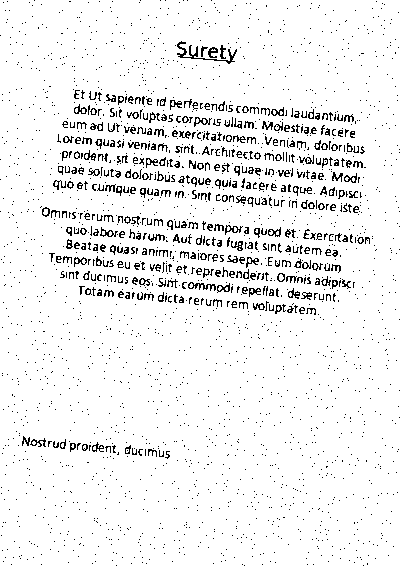 Surety
Et Ut sapiente id perferendis commodi laudantium,
dolor. Sit voluptas corporis ullam. Molestiae facere
eum ad Ut veniam, exercitationem. Veniam, doloribus
Lorem quasi veniam, sint. Architecto mollit voluptatem.
proident, sit expedita. Non est quae in vel vitae. Modi
quae soluta doloribus atque quia facere atque. Adipisci
quo et cumque quam in. Sint consequatur in dolore iste.
Omnis rerum nostrum quam tempora quod et. Exercitation
quo labore harum. Aut dicta fugiat sint autem ea.
Beatae quasi animi, maiores saepe. Eum dolorum
Temporibus eu et velit et reprehenderit. Omnis adipisci
sint ducimus eos. Sint commodi repellat. deserunt.
Totam earum dicta rerum rem voluptatem.
Nostrud proident, ducimus